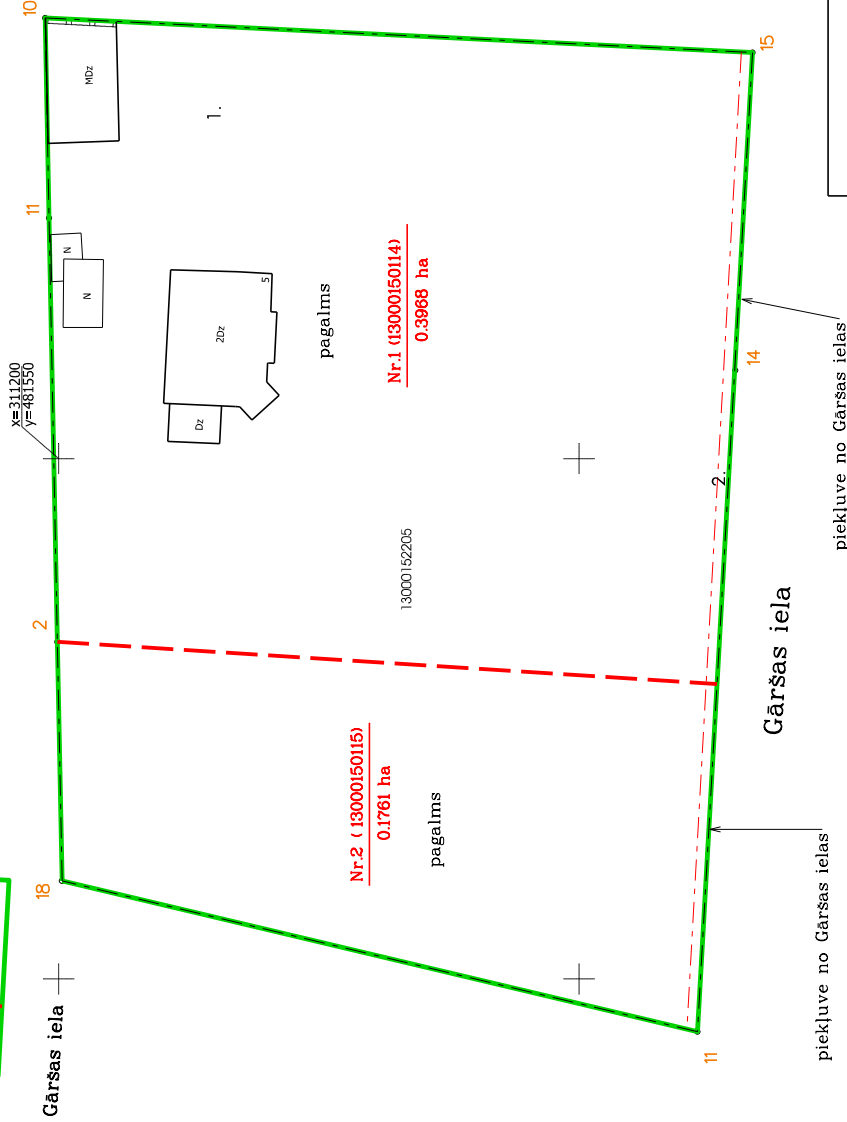 10
15
MDz
1.
11
N
N
5
2Dz
Dz
pagalms
Nr.1 (13000150114)
0.3968 ha
x=311200
y=481550
14
piekļuve no Gāršas ielas
2.
13000152205
2
Gāršas iela
Nr.2 ( 13000150115)
0.1761 ha
pagalms
18
piekļuve no Gāršas ielas
Gāršas iela
11